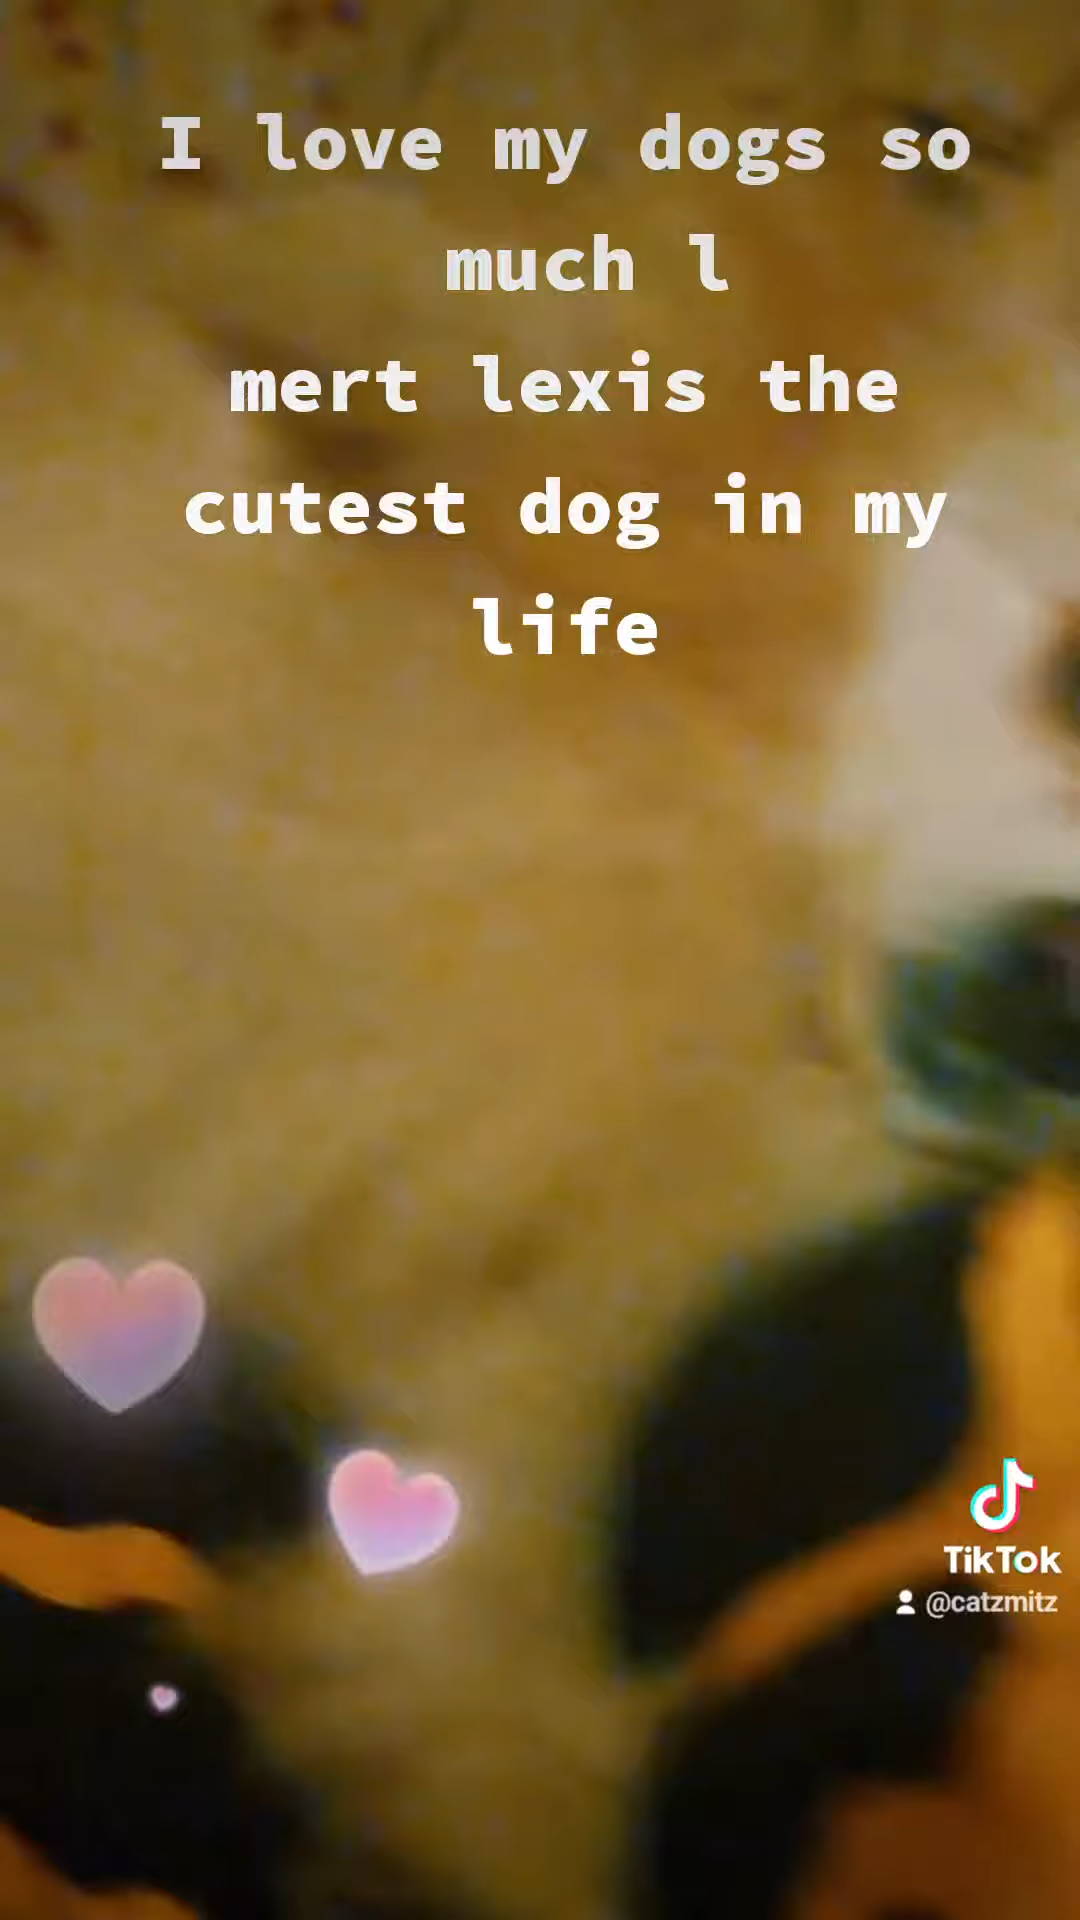 I love my dogs so
much l
mert lexis the
cutest dog in my
life
TikTok
@catzmitz